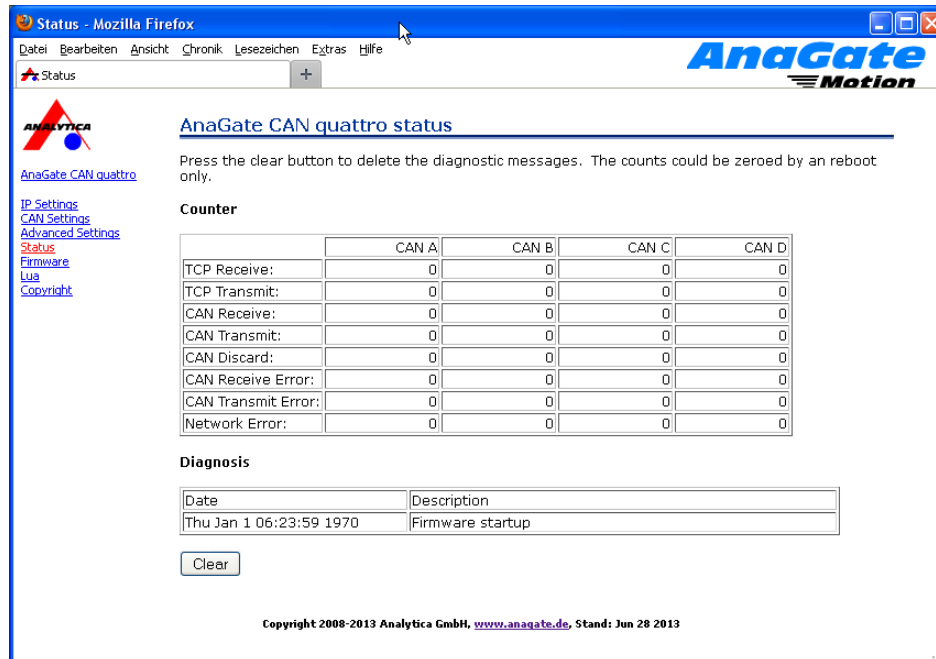 Status - Mozilla Firefox
Datei Bearbeiten Ansicht Chronik Lesezeichen Extras Hilfe
AnaGate
Motion
Status
ANALYTICA
AnaGate CAN quattro
IP Settings
CAN Settings
Advanced Settings
Status
Firmware
Lua
Copyright
AnaGate CAN quattro status
Press the clear button to delete the diagnostic messages. The counts could be zeroed by an reboot
only.
Counter
CAN A CAN B CAN C CAN D
TCP Receive: 0 0 0 0
TCP Transmit: 0 0 0 0
CAN Receive: 0 0 0 0
CAN Transmit: 0 0 0 0
CAN Discard: 0 0 0 0
CAN Receive Error: 0 0 0 0
CAN Transmit Error: 0 0 0 0
Network Error: 0 0 0 0
Diagnosis
Date Description
Thu Jan 1 06:23:59 1970 Firmware startup
Clear
Copyright 2008-2013 Analytica GmbH, www.anagate.de, Stand: Jun 28 2013